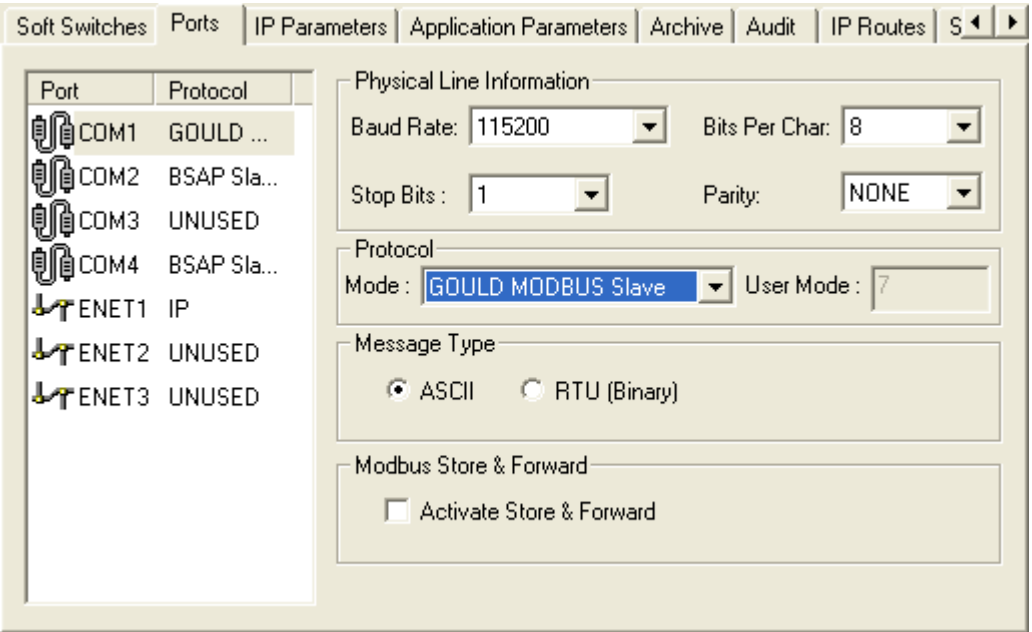 Soft Switches Ports IP Parameters Application Parameters Archive Audit IP Routes S
Port Protocol
COM1 GOULD ...
COM2 BSAP Sla...
COM3 UNUSED
COM4 BSAP Sla...
ENET1 IP
ENET2 UNUSED
ENET3 UNUSED
Physical Line Information
Baud Rate: 115200 Bits Per Char: 8
Stop Bits : 1 Parity: NONE
Protocol
Mode : GOULD MODBUS Slave User Mode : 7
Message Type
ASCII RTU (Binary)
Modbus Store & Forward
Activate Store & Forward